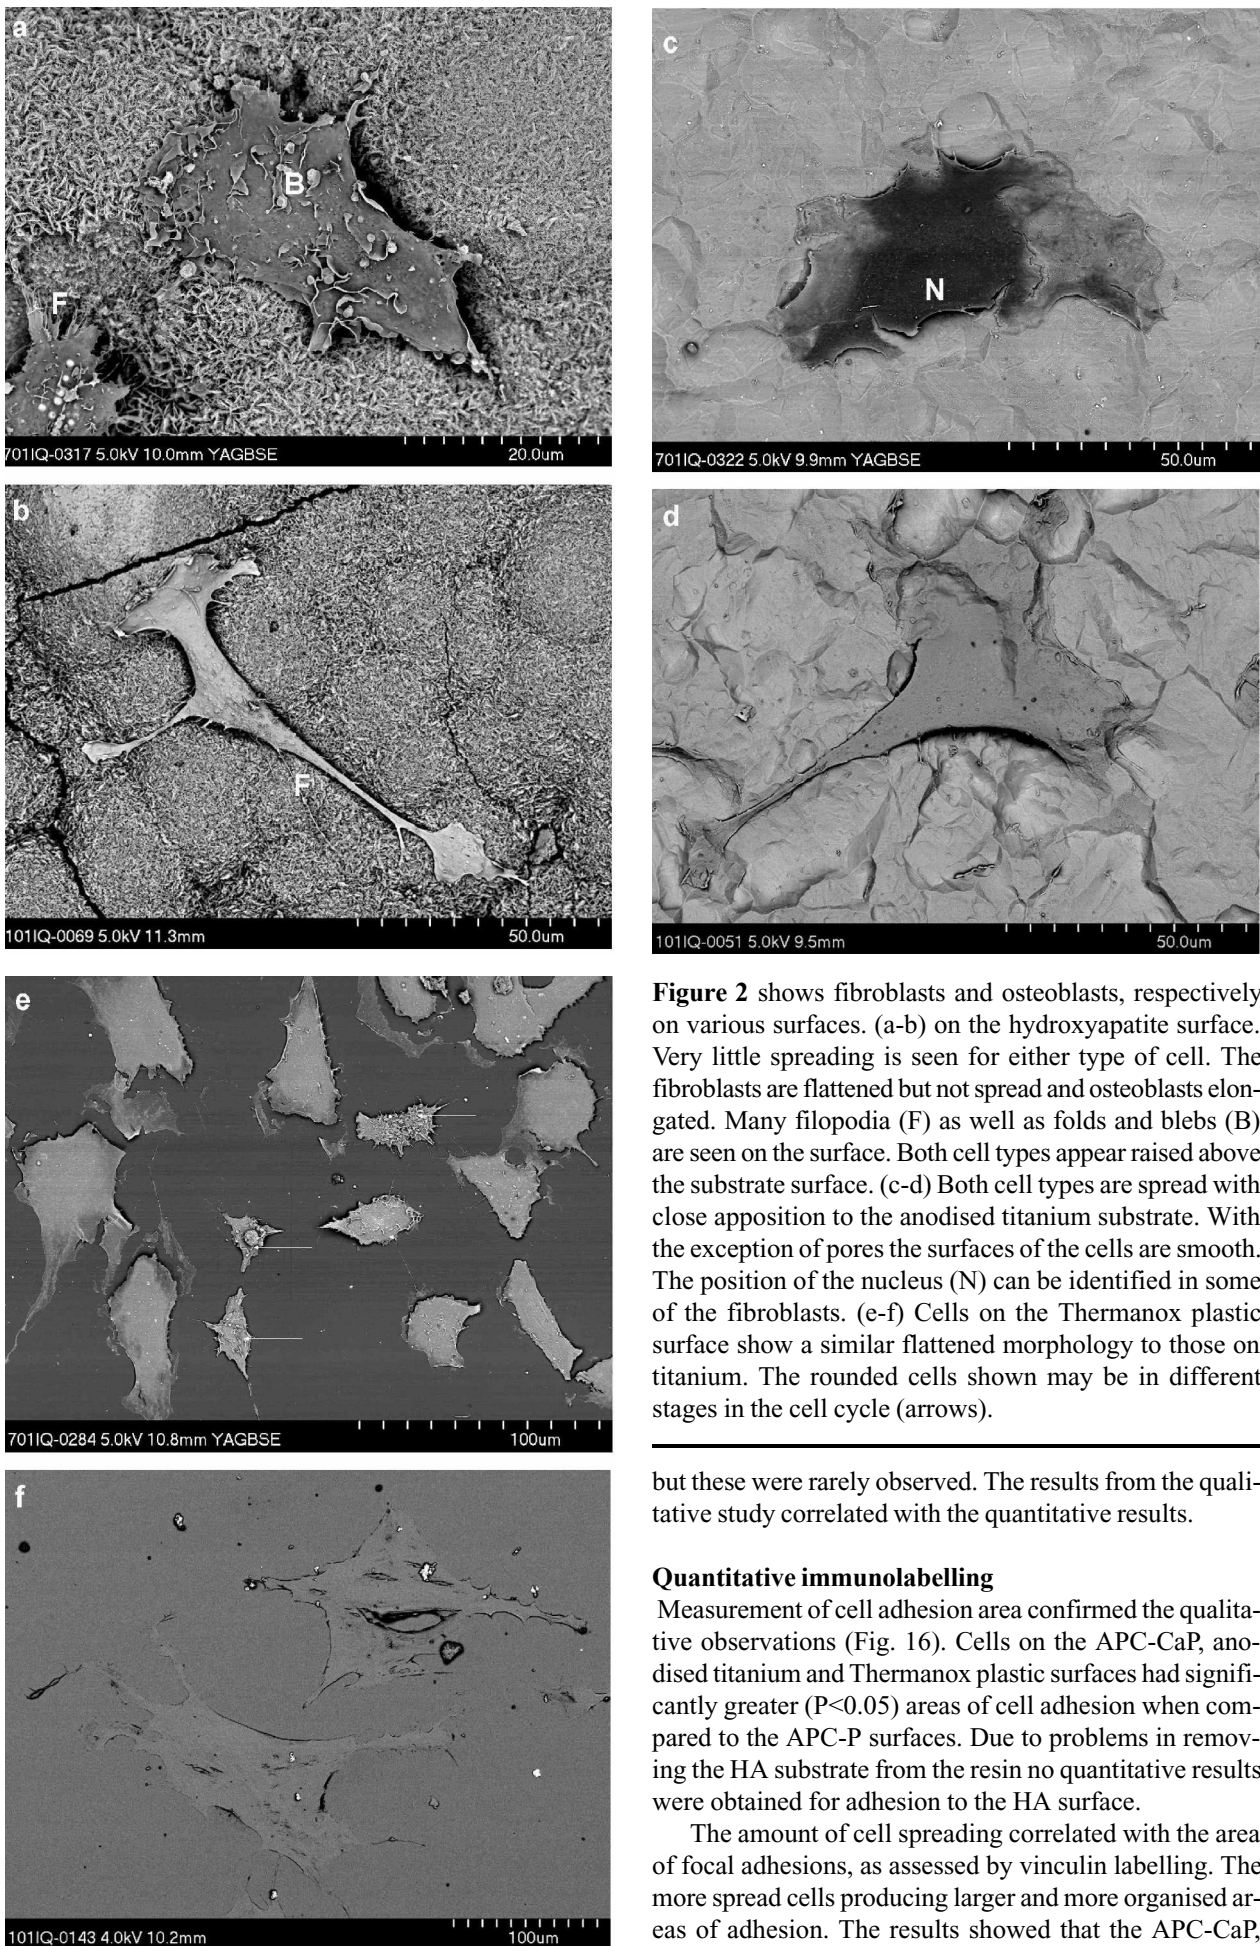 a
B
F
701IQ-0317 5.0kV 10.0mm YAGBSE 20.0um
b
F
101IQ-0069 5.0kV 11.3mm 50.0um
c
N
701IQ-0322 5.0kV 9.9mm YAGBSE 50.0um
d
101IQ-0051 5.0kV 9.5mm 50.0um
e
701IQ-0284 5.0kV 10.8mm YAGBSE 100um
f
101IQ-0143 4.0kV 10.2mm 100um
Figure 2 shows fibroblasts and osteoblasts, respectively
on various surfaces. (a-b) on the hydroxyapatite surface.
Very little spreading is seen for either type of cell. The
fibroblasts are flattened but not spread and osteoblasts elon-
gated. Many filopodia (F) as well as folds and blebs (B)
are seen on the surface. Both cell types appear raised above
the substrate surface. (c-d) Both cell types are spread with
close apposition to the anodised titanium substrate. With
the exception of pores the surfaces of the cells are smooth.
The position of the nucleus (N) can be identified in some
of the fibroblasts. (e-f) Cells on the Thermanox plastic
surface show a similar flattened morphology to those on
titanium. The rounded cells shown may be in different
stages in the cell cycle (arrows).
but these were rarely observed. The results from the quali-
tative study correlated with the quantitative results.
Quantitative immunolabelling
Measurement of cell adhesion area confirmed the qualita-
tive observations (Fig. 16). Cells on the APC-CaP, ano-
dised titanium and Thermanox plastic surfaces had signifi-
cantly greater (P<0.05) areas of cell adhesion when com-
pared to the APC-P surfaces. Due to problems in remov-
ing the HA substrate from the resin no quantitative results
were obtained for adhesion to the HA surface.
The amount of cell spreading correlated with the area
of focal adhesions, as assessed by vinculin labelling. The
more spread cells producing larger and more organised ar-
eas of adhesion. The results showed that the APC-CaP,